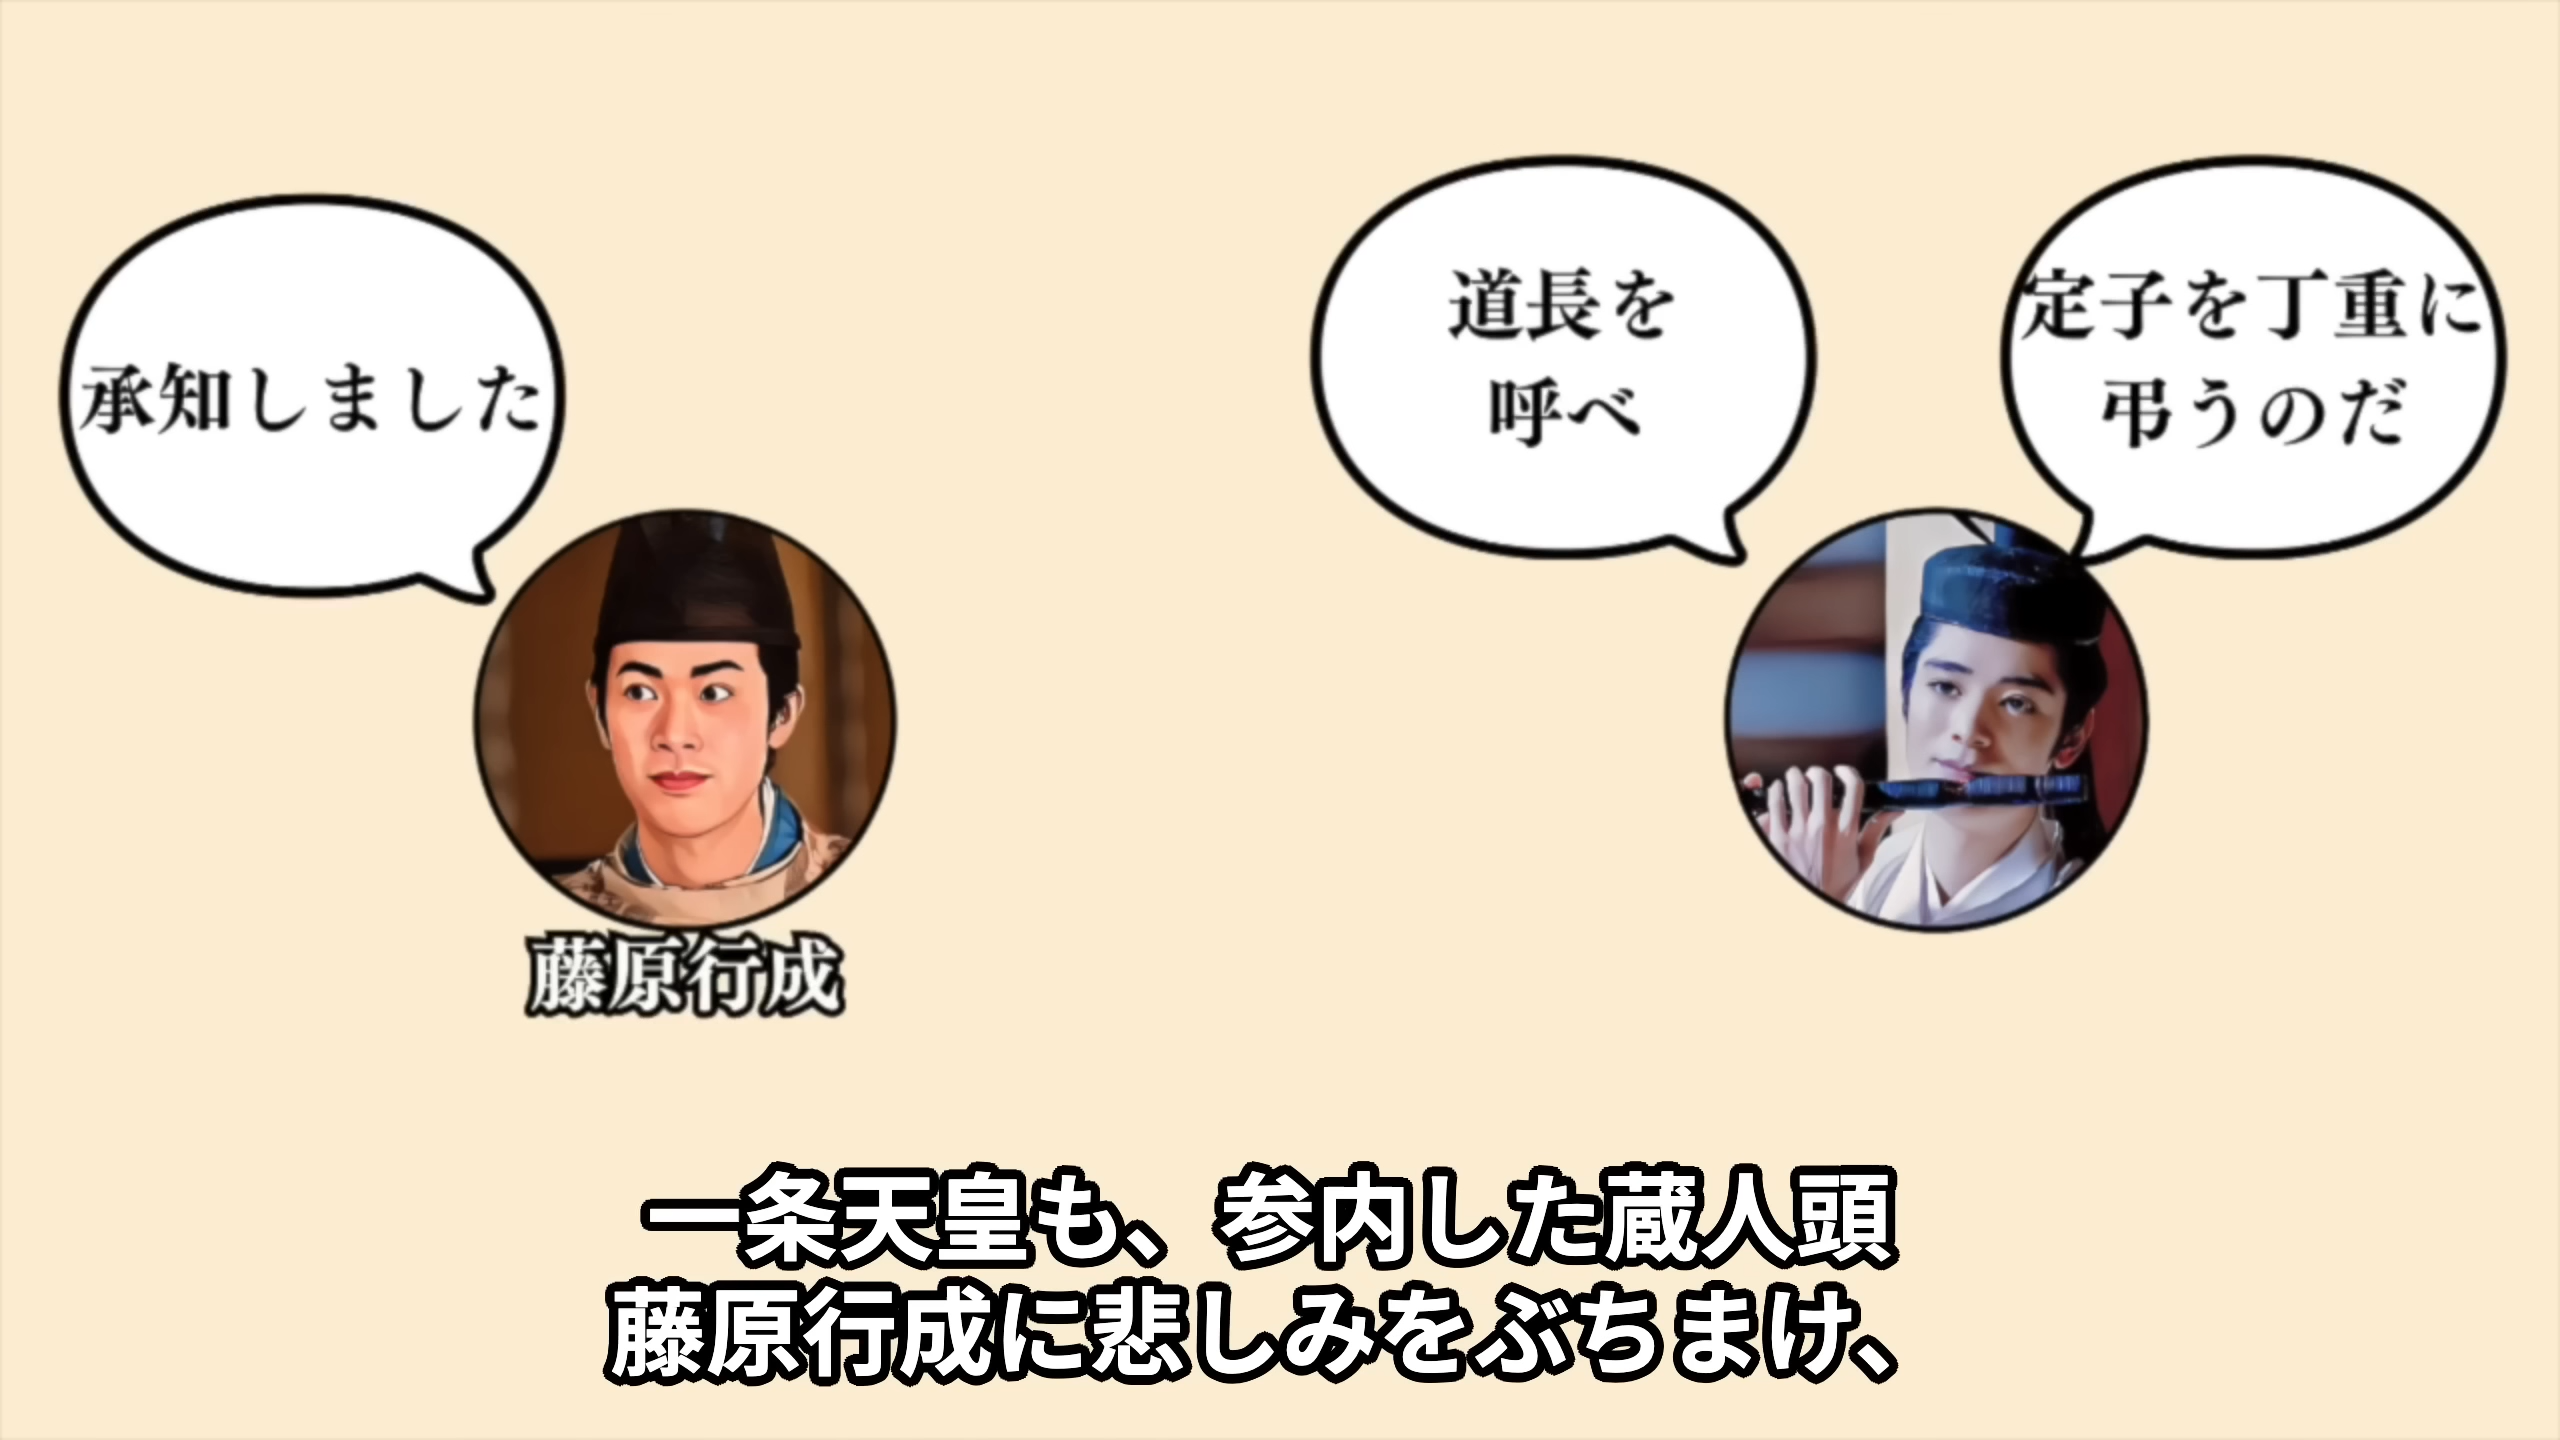 承知しました
道長を
呼べ
定子を丁重に
弔うのだ
藤原行成
一条天皇も、参内した蔵人頭
藤原行成に悲しみをぶちまけ、